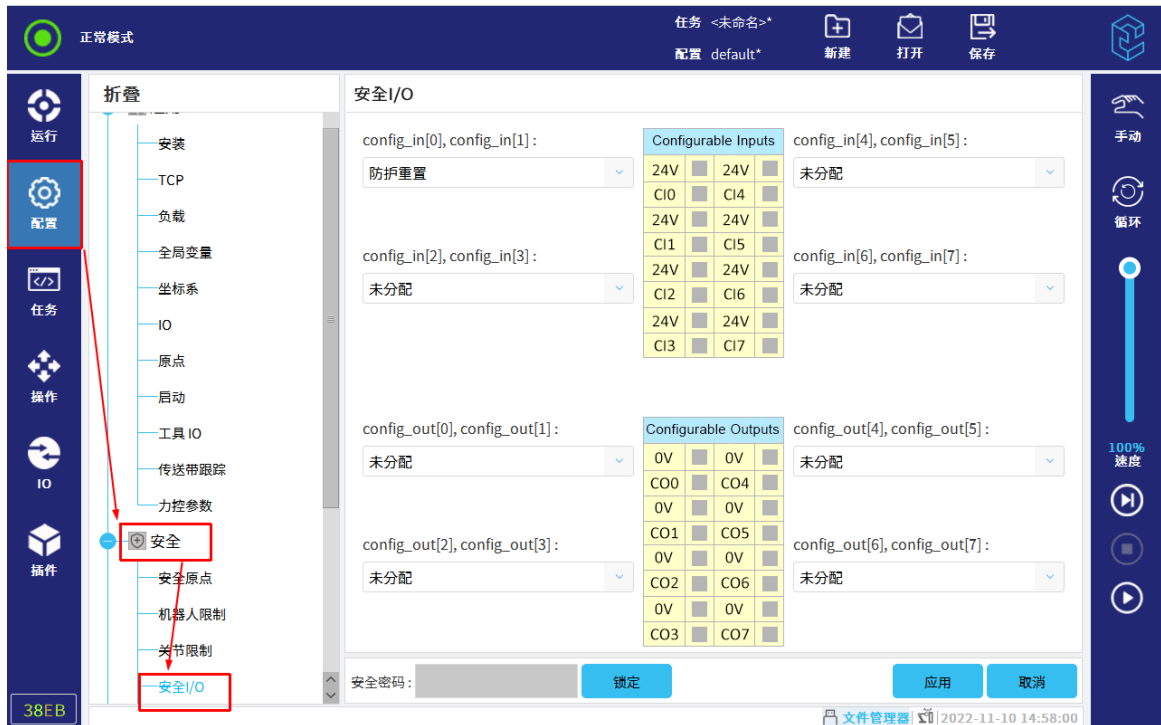 正常模式
任务 <未命名>*
配置 default*
新建
打开
保存
运行
配置
任务
操作
IO
插件
38EB
折叠
安装
TCP
负载
全局变量
坐标系
IO
原点
启动
工具 IO
传送带跟踪
力控参数
安全
安全原点
机器人限制
关节限制
安全I/O
安全I/O
config_in[0], config_in[1] :
防护重置
config_in[2], config_in[3] :
未分配
Configurable Inputs
24V 24V
CI0 CI4
24V 24V
CI1 CI5
24V 24V
CI2 CI6
24V 24V
CI3 CI7
config_in[4], config_in[5] :
未分配
config_in[6], config_in[7] :
未分配
config_out[0], config_out[1] :
未分配
config_out[2], config_out[3] :
未分配
Configurable Outputs
0V 0V
CO0 CO4
0V 0V
CO1 CO5
0V 0V
CO2 CO6
0V 0V
CO3 CO7
config_out[4], config_out[5] :
未分配
config_out[6], config_out[7] :
未分配
安全密码 :
锁定
应用
取消
文件管理器
2022-11-10 14:58:00
手动
循环
100%
速度